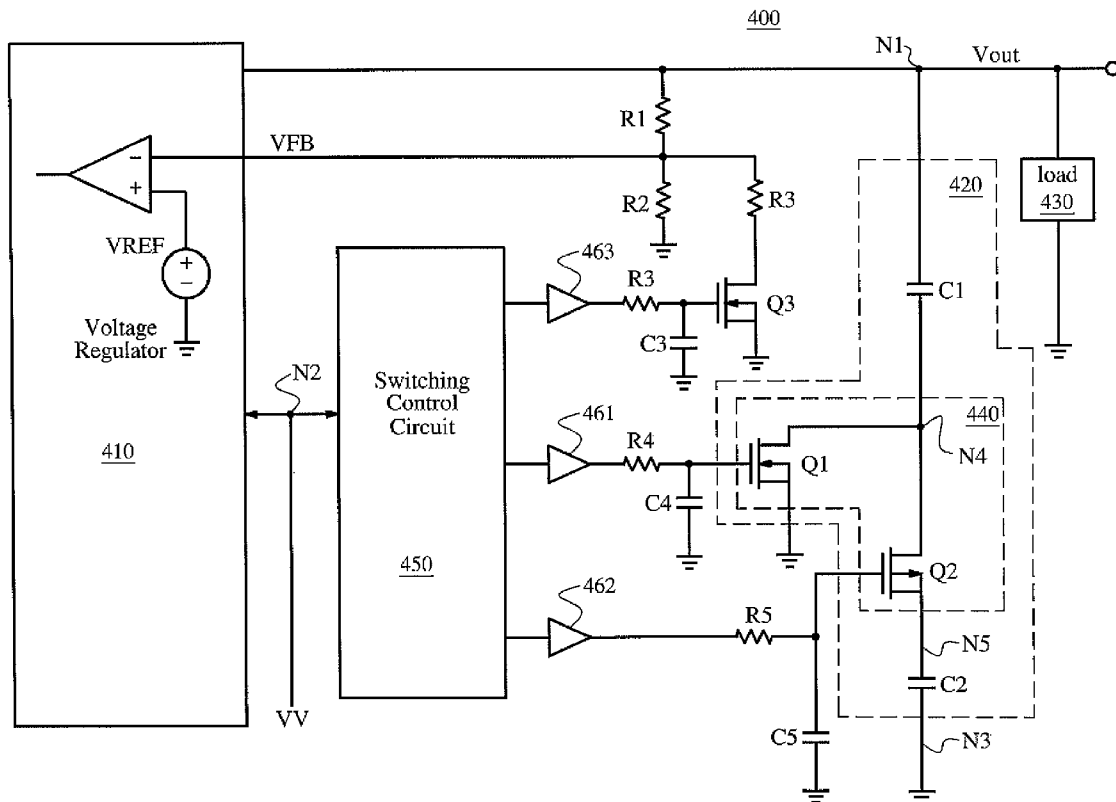 400
N1
Vout
R1
VFB
420
load
430
R2
R3
VREF
463
C1
Voltage
Regulator
R3
Q3
C3
N2
Switching
Control
Circuit
461
440
410
R4
N4
Q1
C4
450
462
Q2
R5
N5
C2
VV
C5
N3